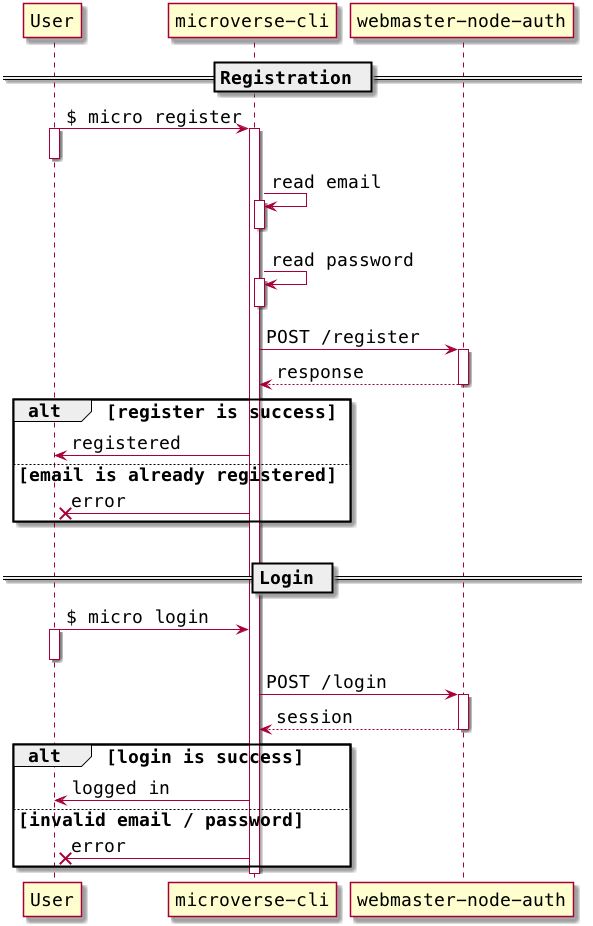 User microverse-cli webmaster-node-auth
Registration
$ micro register
read email
read password
POST /register
response
alt [register is success]
registered
[email is already registered]
error
Login
$ micro login
POST /login
session
alt [login is success]
logged in
[invalid email / password]
error
User microverse-cli webmaster-node-auth